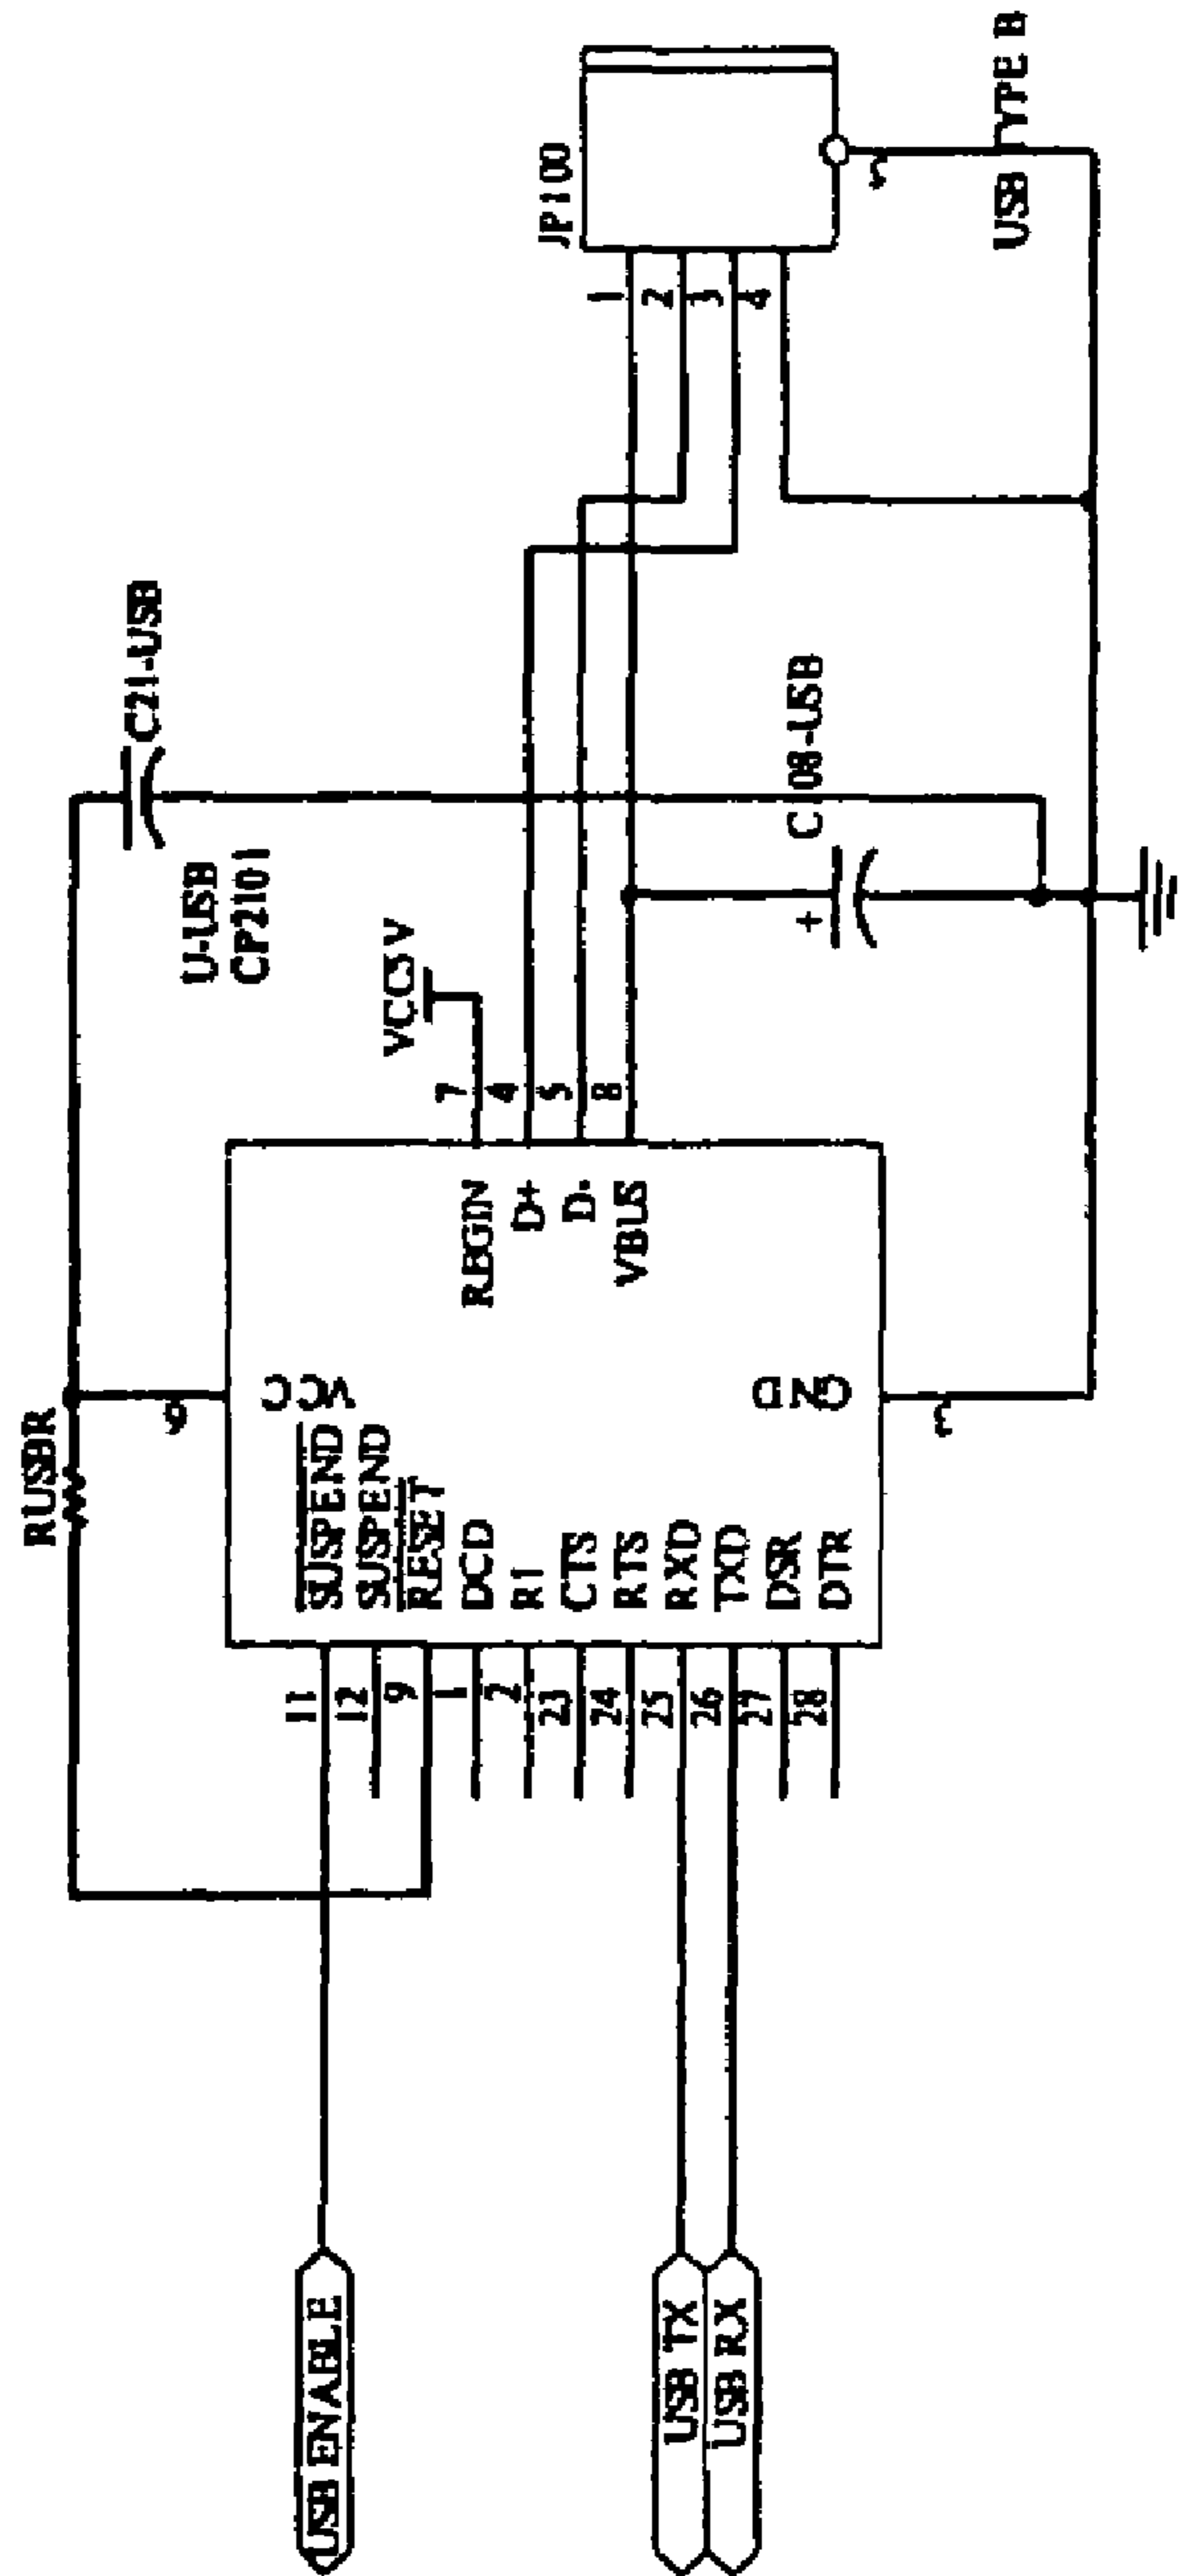 RUSBR
C21-USB
U-USB
CP2101
VCC5V
JP100
USB TYPE B
C108-USB
VCC
6
GND
SUSPEND
SUSPEND
RESET
DCD
RI
CTS
RTS
RXD
TXD
DSR
DTR
11
12
9
1
2
23
24
25
26
27
28
REGIN
D+
D-
VBUS
7
4
5
8
1
2
3
4
+
USB ENABLE
USB TX
USB RX